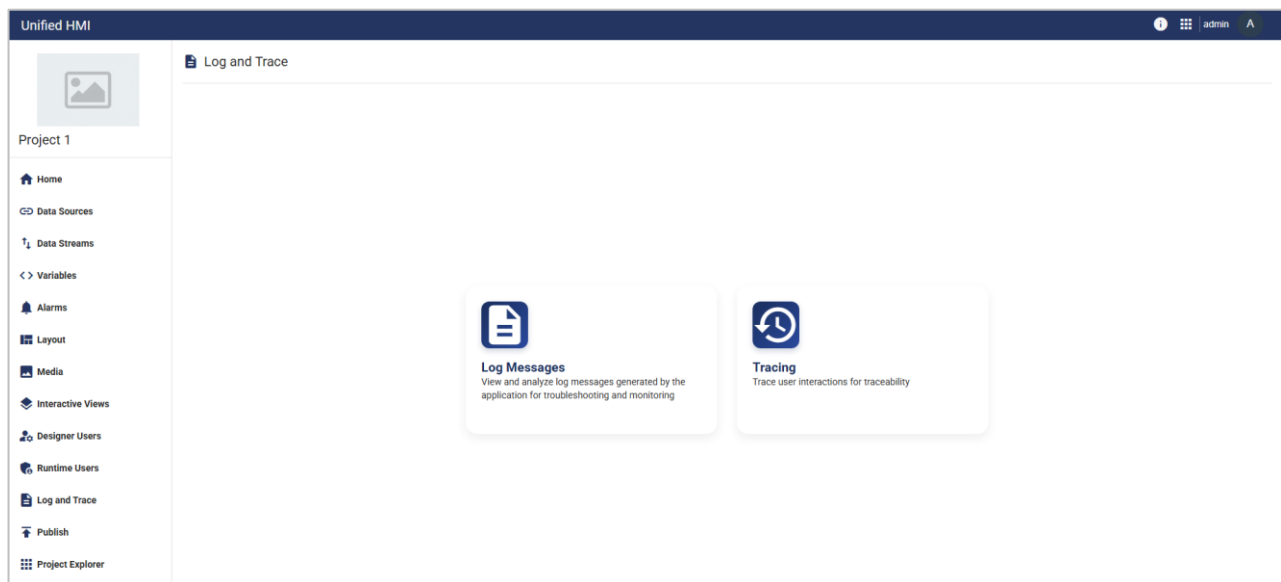 Unified HMI
admin A
Log and Trace
Project 1
Home
Data Sources
Data Streams
Variables
Alarms
Layout
Media
Interactive Views
Designer Users
Runtime Users
Log and Trace
Publish
Project Explorer
Log Messages
View and analyze log messages generated by the
application for troubleshooting and monitoring
Tracing
Trace user interactions for traceability